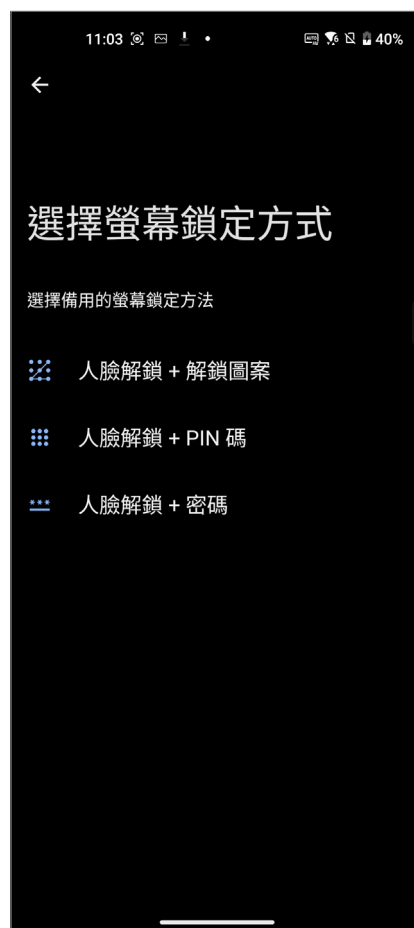 11:03
40%
選擇螢幕鎖定方式
選擇備用的螢幕鎖定方法
人臉解鎖 + 解鎖圖案
人臉解鎖 + PIN 碼
人臉解鎖 + 密碼